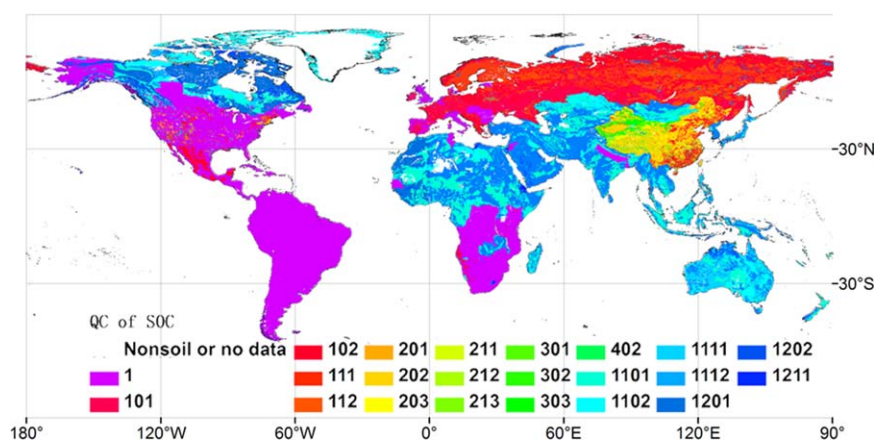 30°N
30°S
QC of SOC
Nonsoil or no data 102 201 211 301 402 1111 1202
1 111 202 212 302 1101 1112 1211
101 112 203 213 303 1102 1201
180° 120°W 60°W 0° 60°E 120°E 90°